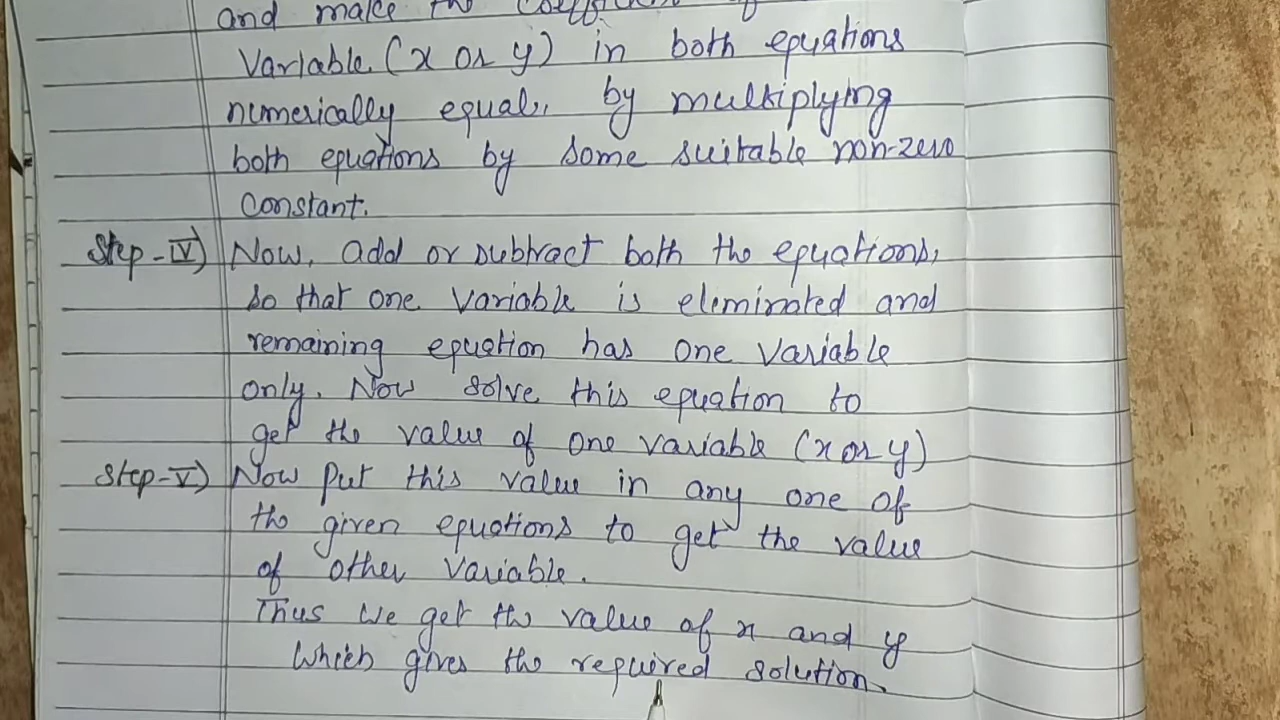 and make the coefficient of
Variable (x or y) in both equations
numerically equal, by multiplying
both equations by some suitable non-zero
Constant.
Step-IV) Now, add or subtract both the equations,
so that one variable is eliminated and
remaining equation has one variable
only. Now solve this equation to
get the value of one variable (x or y)
Step-V) Now put this value in any one of
the given equations to get the value
of other variable.
Thus we get the value of x and y
which gives the required solution.